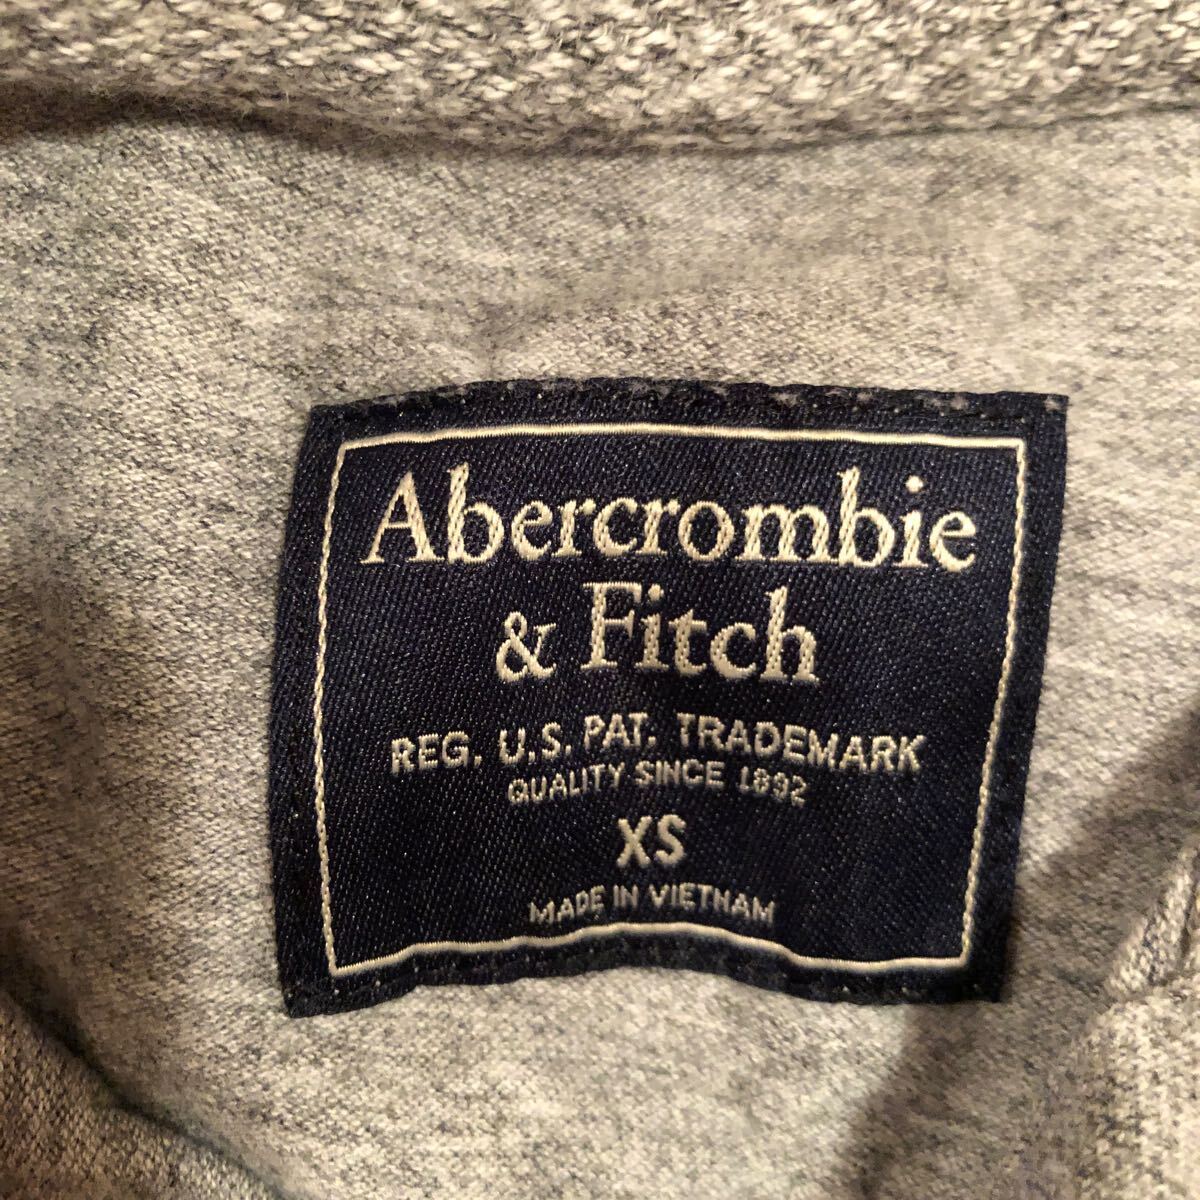 Abercrombie
& Fitch
REG. U.S. PAT. TRADEMARK
QUALITY SINCE 1892
XS
MADE IN VIETNAM